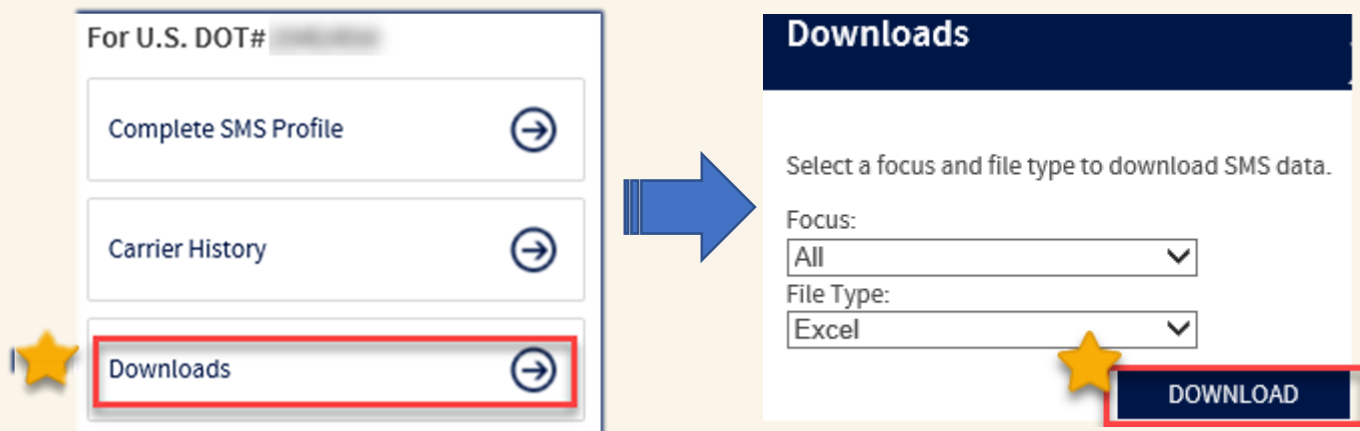 For U.S. DOT#
Complete SMS Profile
Carrier History
Downloads
Downloads
Select a focus and file type to download SMS data.
Focus:
All
File Type:
Excel
DOWNLOAD